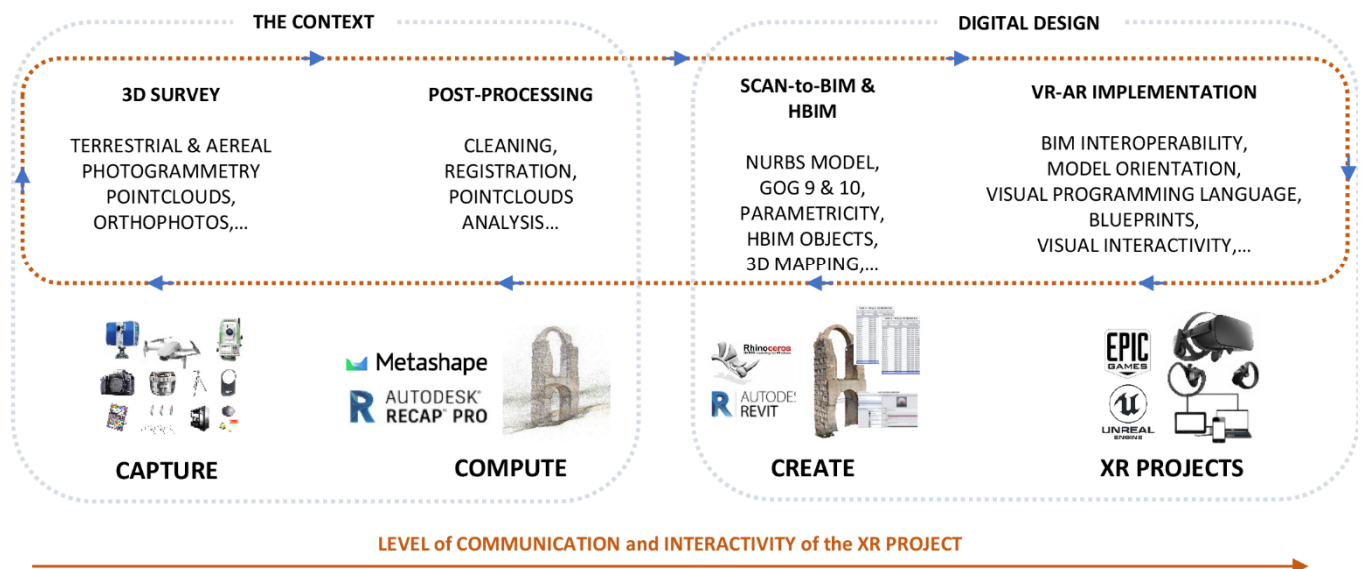 THE CONTEXT
DIGITAL DESIGN
3D SURVEY
TERRESTRIAL & AEREAL
PHOTOGRAMMETRY
POINTCLOUDS,
ORTHOPHOTOS,...
POST-PROCESSING
CLEANING,
REGISTRATION,
POINTCLOUDS
ANALYSIS...
SCAN-to-BIM &
HBIM
NURBS MODEL,
GOG 9 & 10,
PARAMETRICITY,
HBIM OBJECTS,
3D MAPPING,...
VR-AR IMPLEMENTATION
BIM INTEROPERABILITY,
MODEL ORIENTATION,
VISUAL PROGRAMMING LANGUAGE,
BLUEPRINTS,
VISUAL INTERACTIVITY,...
Metashape
R AUTODESK®
RECAP™ PRO
Rhinoceros
R AUTODES
REVIT
EPIC
GAMES
UNREAL
ENGINE
CAPTURE
COMPUTE
CREATE
XR PROJECTS
LEVEL of COMMUNICATION and INTERACTIVITY of the XR PROJECT